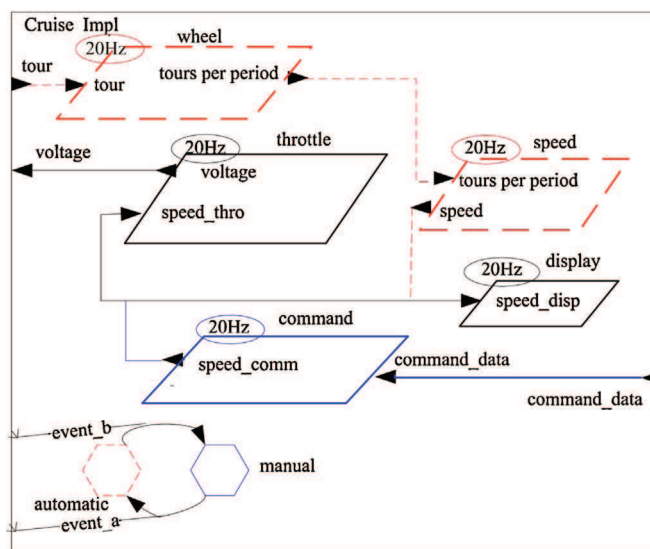 Cruise Impl
wheel
20Hz
tour
tours per period
tour
20Hz
throttle
20Hz
speed
voltage
voltage
tours per period
speed_thro
speed
display
20Hz
speed_disp
20Hz
command
speed_comm
command_data
command_data
event_b
manual
automatic
event_a